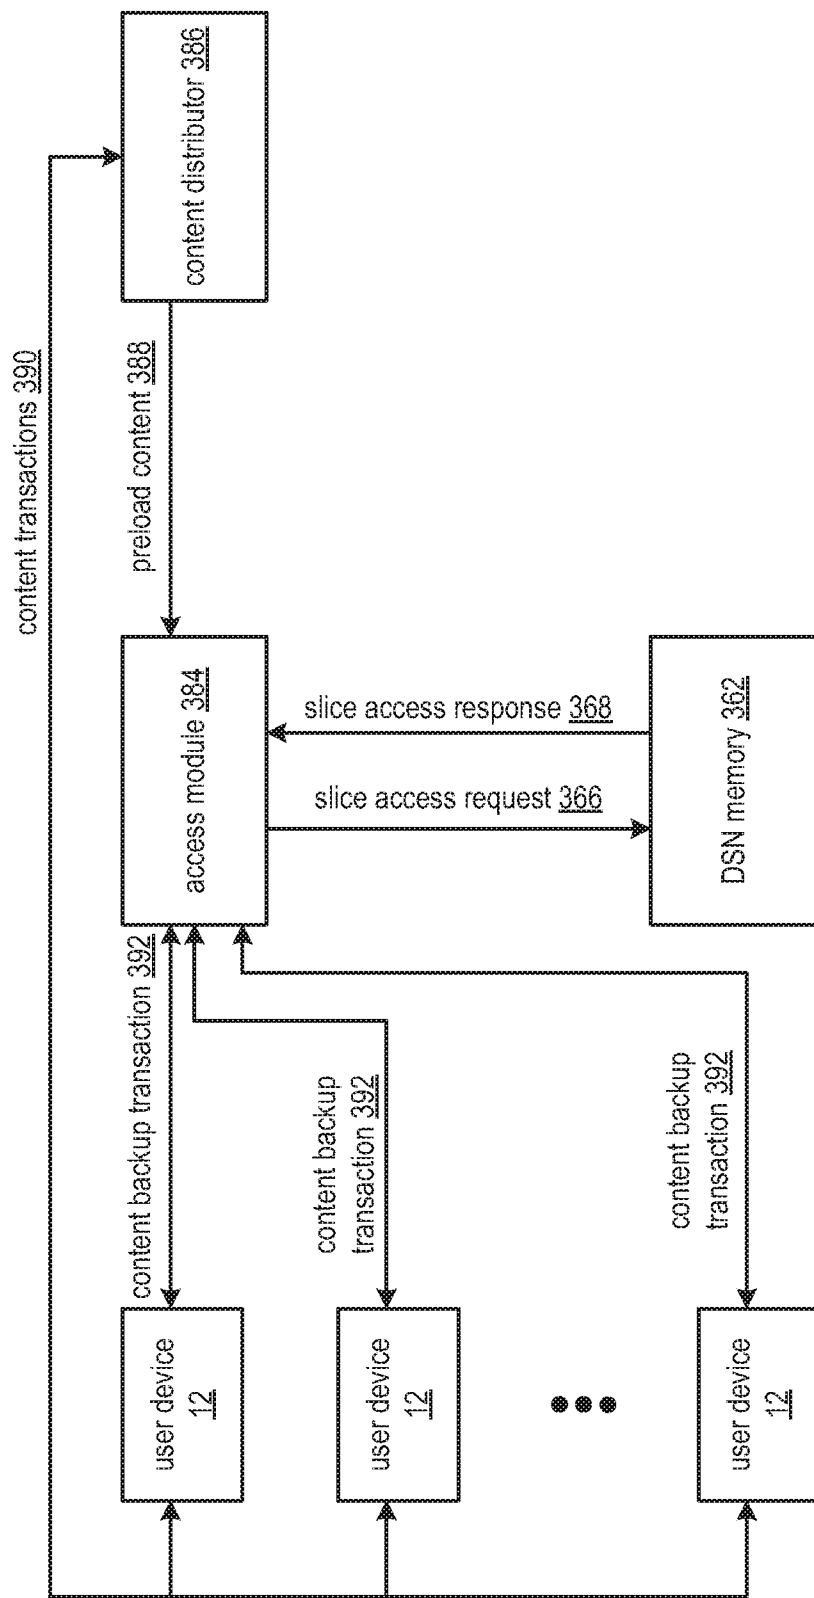 content transactions 390
user device
12
content backup transaction 392
access module 384
preload content 388
content distributor 386
user device
12
content backup
transaction 392
slice access request 366
slice access response 368
user device
12
content backup
transaction 392
DSN memory 362